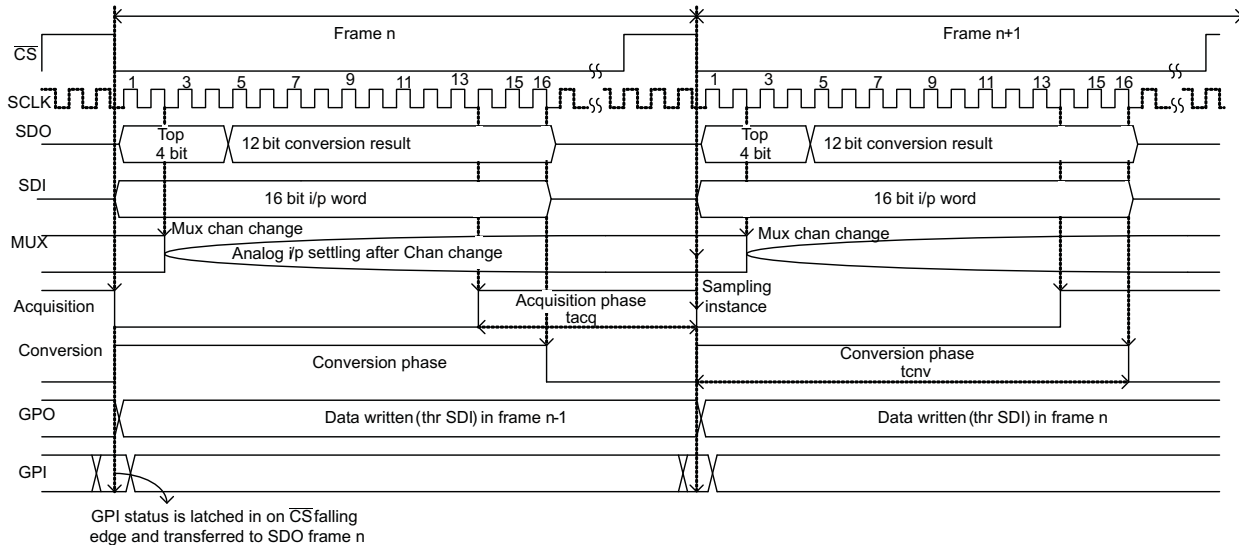 Frame n
Frame n+1
CS
1 3 5 7 9 11 13 15 16
1 3 5 7 9 11 13 15 16
SCLK
SDO
Top
4 bit
12 bit conversion result
Top
4 bit
12 bit conversion result
SDI
16 bit i/p word
16 bit i/p word
MUX
Mux chan change
Analog i/p settling after Chan change
Mux chan change
Acquisition
Acquisition phase
tacq
Sampling
instance
Conversion
Conversion phase
Conversion phase
tcnv
GPO
Data written (thr SDI) in frame n-1
Data written (thr SDI) in frame n
GPI
GPI status is latched in on CS falling
edge and transferred to SDO frame n